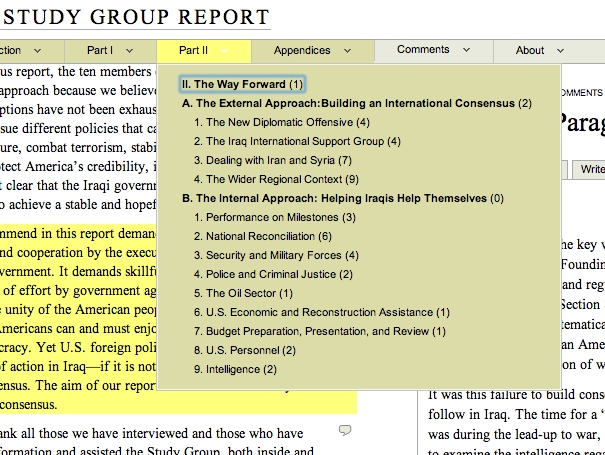 STUDY GROUP REPORT
ction
Part I
Part II
Appendices
Comments
About
II. The Way Forward (1)
A. The External Approach:Building an International Consensus (2)
1. The New Diplomatic Offensive (4)
2. The Iraq International Support Group (4)
3. Dealing with Iran and Syria (7)
4. The Wider Regional Context (9)
B. The Internal Approach: Helping Iraqis Help Themselves (0)
1. Performance on Milestones (3)
2. National Reconciliation (6)
3. Security and Military Forces (4)
4. Police and Criminal Justice (2)
5. The Oil Sector (1)
6. U.S. Economic and Reconstruction Assistance (1)
7. Budget Preparation, Presentation, and Review (1)
8. U.S. Personnel (2)
9. Intelligence (2)
us report, the ten members
approach because we believ
ptions have not been exhaus
sue different policies that ca
ure, combat terrorism, stabi
otect America's credibility, i
t clear that the Iraqi govern
o achieve a stable and hopef
mmend in this report deman
nd cooperation by the execu
vernment. It demands skillfu
of effort by government ag
unity of the American peop
Americans can and must enjo
cracy. Yet U.S. foreign poli
of action in Iraq—if it is not
ensus. The aim of our repor
consensus.
ank all those we have interviewed and those who have
formation and assisted the Study Group, both inside and
OMMENTS
Parag
Write
he key v
Foundin
and reg
Section
tematica
an Amer
on of w
It was this failure to build conse
follow in Iraq. The time for a "
was during the lead-up to war,
to examine the intelligence rega